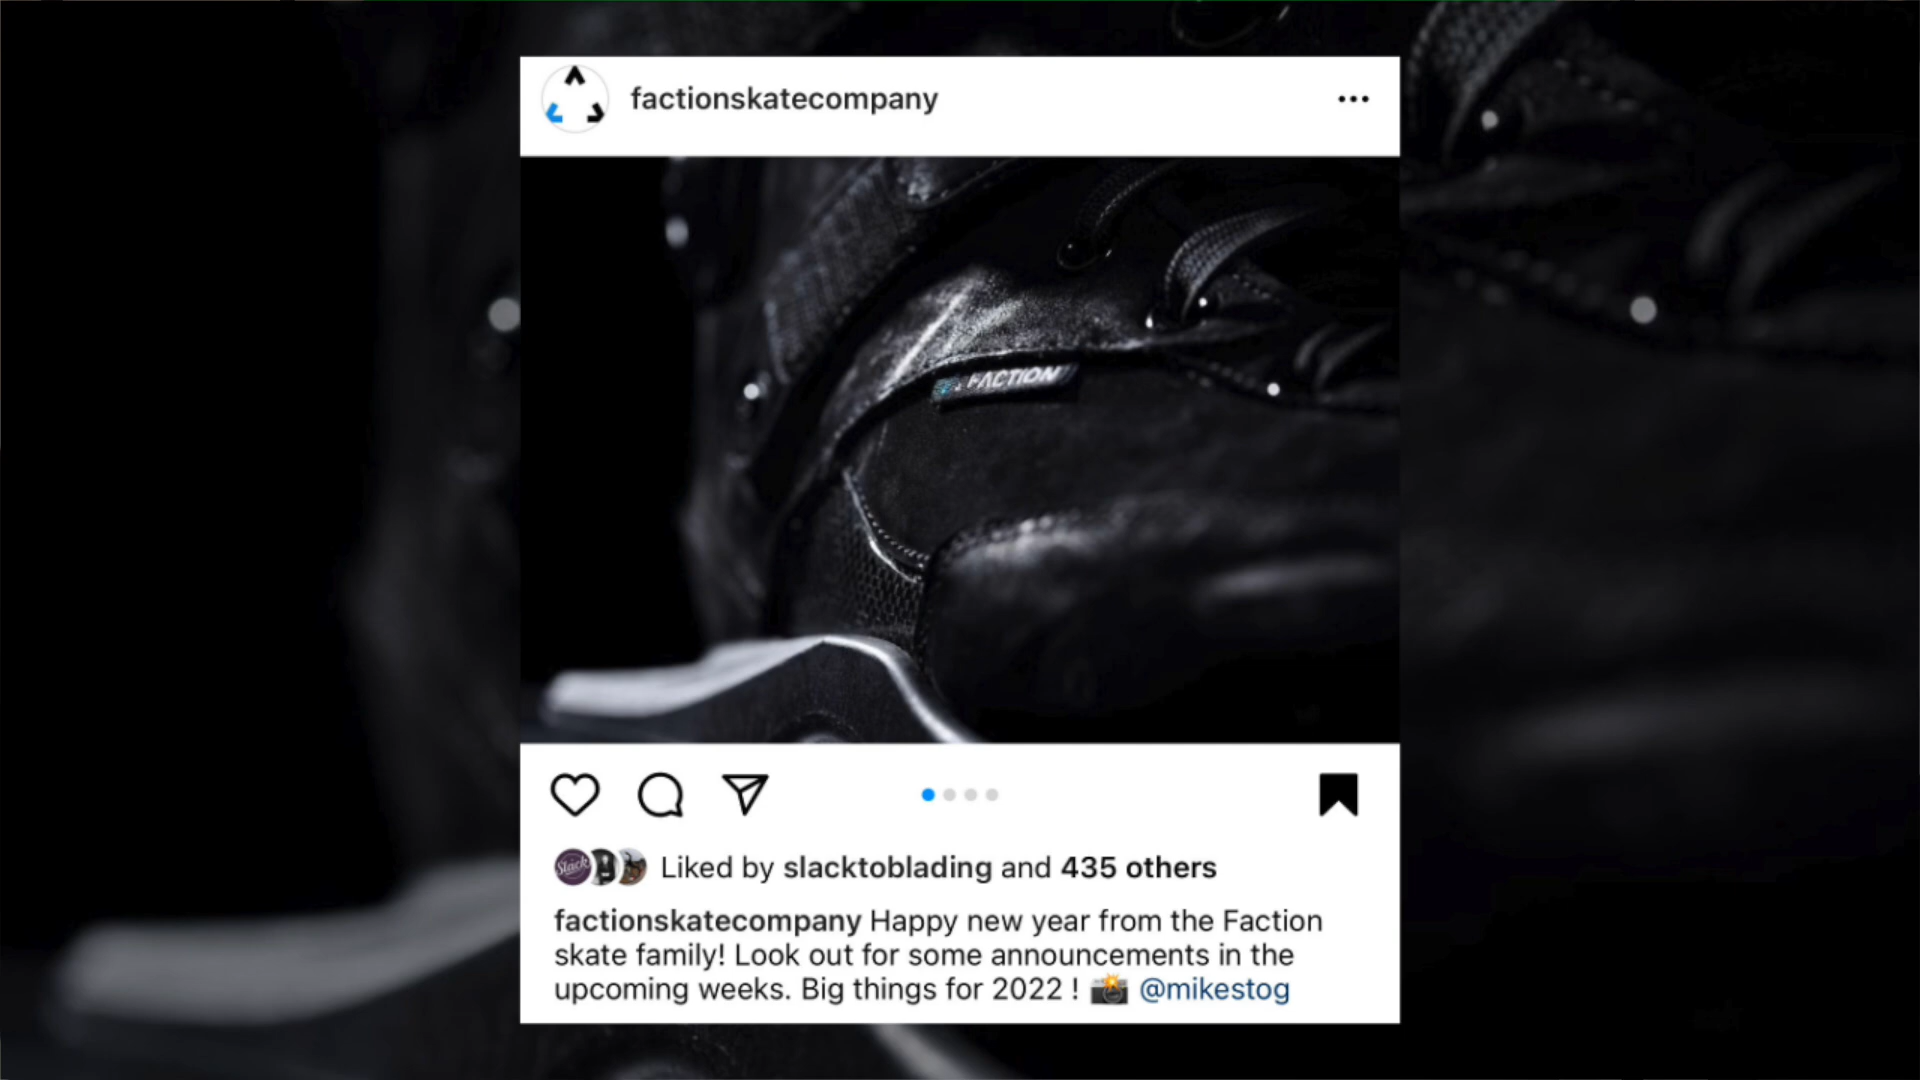 factionskatecompany
FACTION
Slack
Liked by slacktoblading and 435 others
factionskatecompany Happy new year from the Faction
skate family! Look out for some announcements in the
upcoming weeks. Big things for 2022 ! 📸 @mikestog